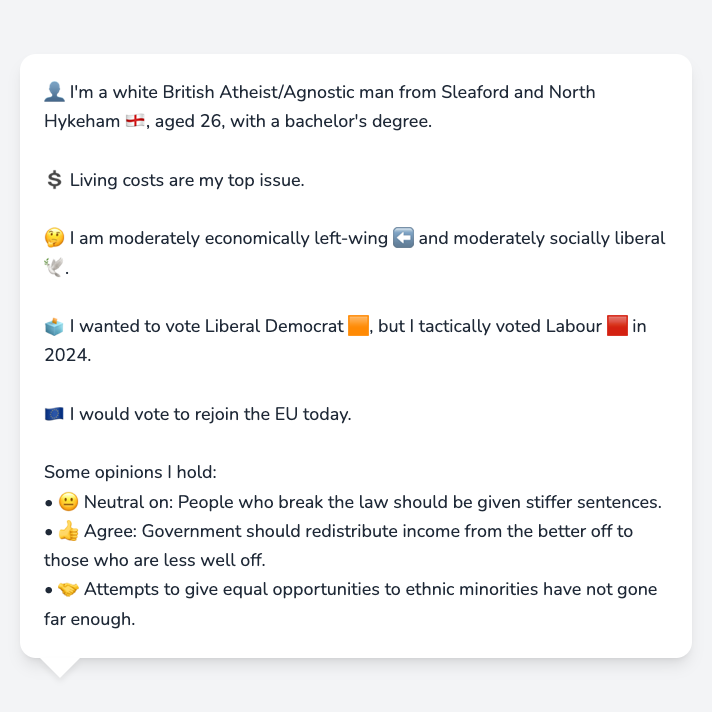 👤 I'm a white British Atheist/Agnostic man from Sleaford and North
Hykeham 🏴󠁧󠁢󠁥󠁮󠁧󠁿, aged 26, with a bachelor's degree.
💲 Living costs are my top issue.
🤔 I am moderately economically left-wing ⬅️ and moderately socially liberal
🕊️.
🗳️ I wanted to vote Liberal Democrat 🟧, but I tactically voted Labour 🟥 in
2024.
🇪🇺 I would vote to rejoin the EU today.
Some opinions I hold:
• 😐 Neutral on: People who break the law should be given stiffer sentences.
• 👍 Agree: Government should redistribute income from the better off to
those who are less well off.
• 🤝 Attempts to give equal opportunities to ethnic minorities have not gone
far enough.